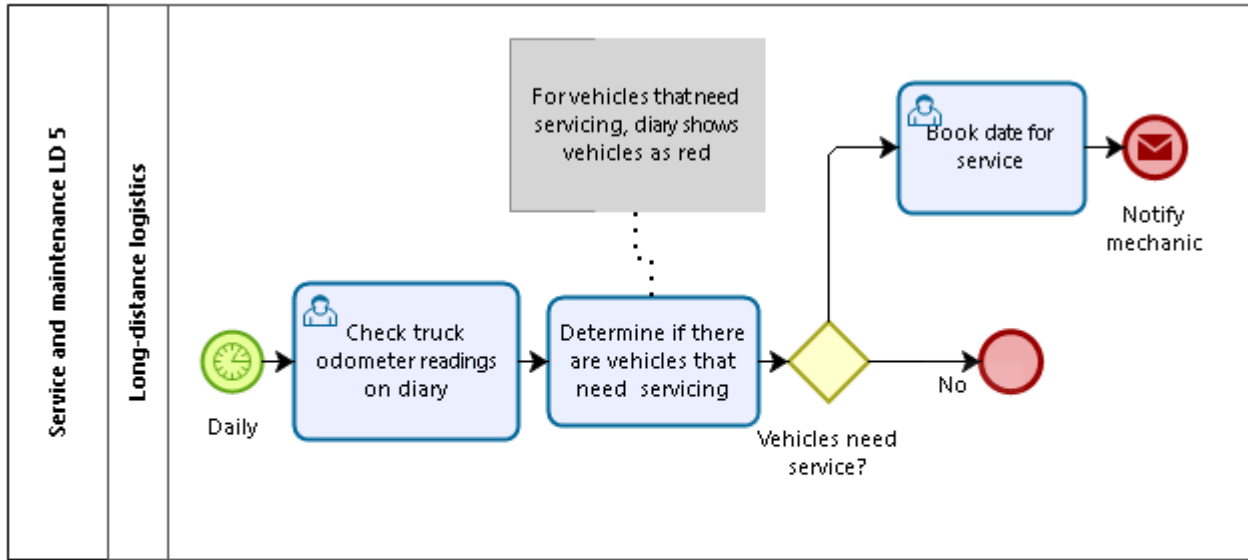 Service and maintenance LD 5
Long-distance logistics
For vehicles that need
servicing, diary shows
vehicles as red
Book date for
service
Notify
mechanic
Check truck
odometer readings
on diary
Determine if there
are vehicles that
need servicing
Daily
No
Vehicles need
service?